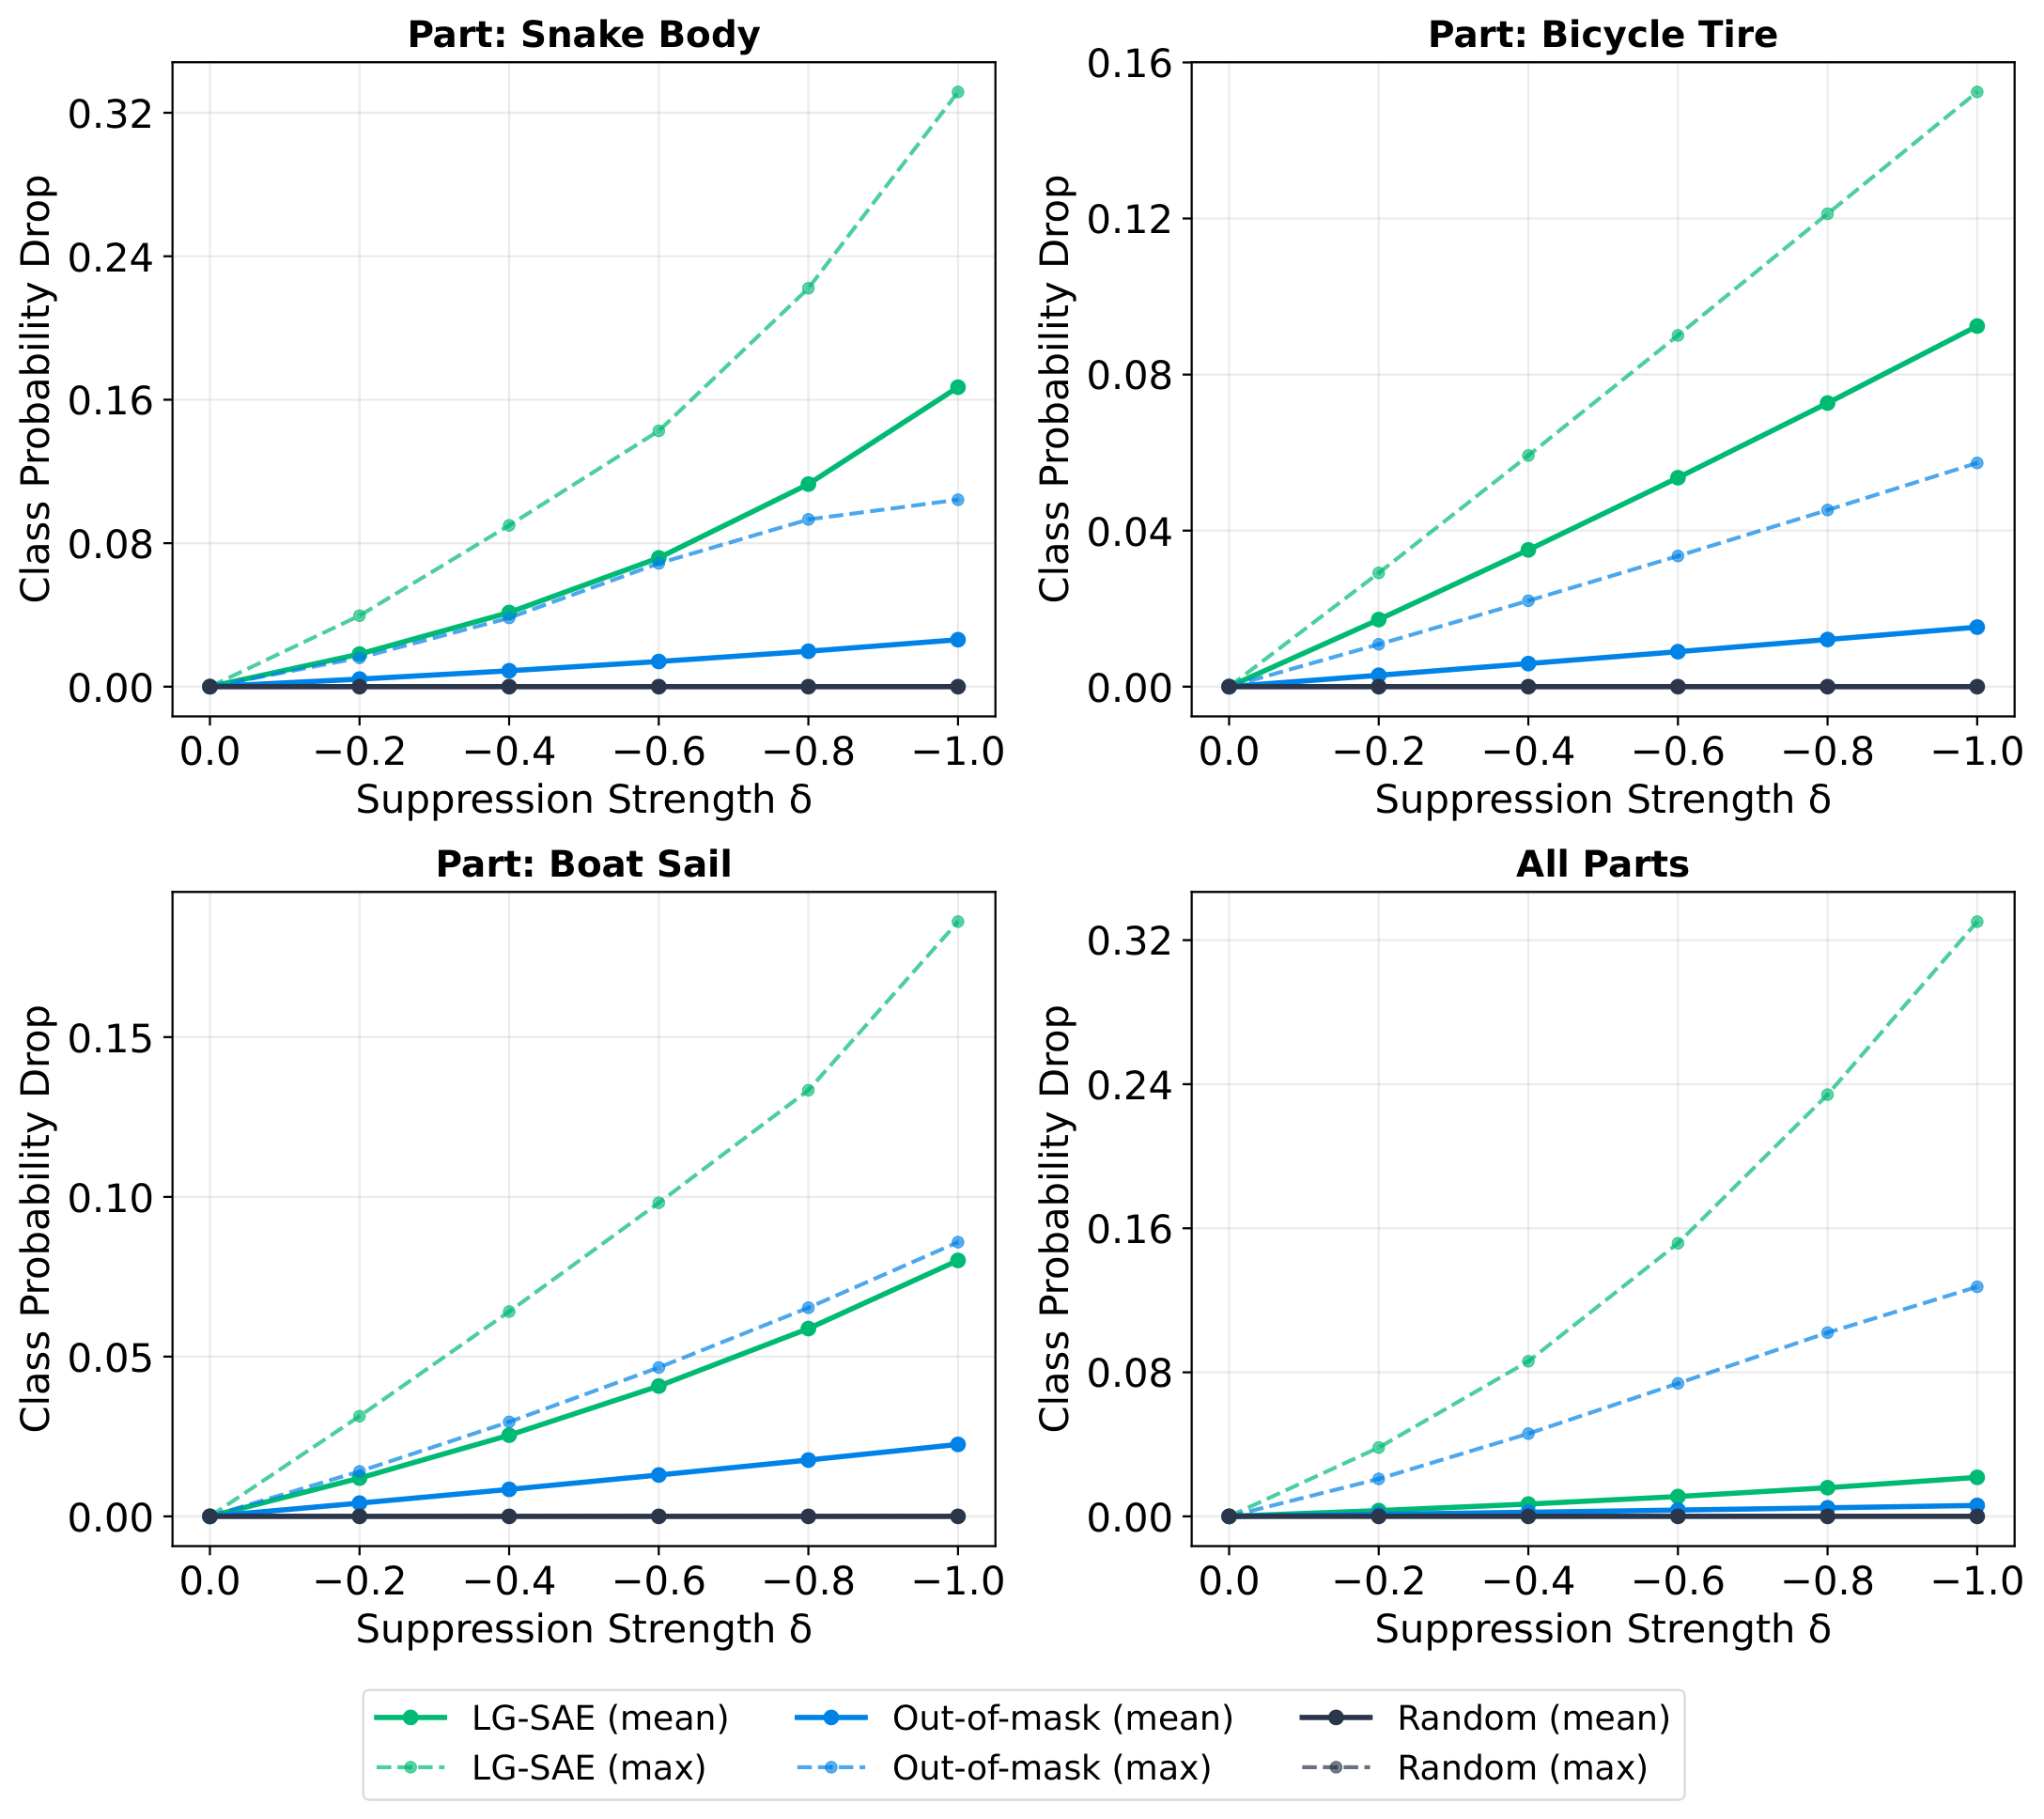 Part: Snake Body
Class Probability Drop
0.32
0.24
0.16
0.08
0.00
0.0 −0.2 −0.4 −0.6 −0.8 −1.0
Suppression Strength δ
Part: Bicycle Tire
Class Probability Drop
0.16
0.12
0.08
0.04
0.00
0.0 −0.2 −0.4 −0.6 −0.8 −1.0
Suppression Strength δ
Part: Boat Sail
Class Probability Drop
0.15
0.10
0.05
0.00
0.0 −0.2 −0.4 −0.6 −0.8 −1.0
Suppression Strength δ
All Parts
Class Probability Drop
0.32
0.24
0.16
0.08
0.00
0.0 −0.2 −0.4 −0.6 −0.8 −1.0
Suppression Strength δ
LG-SAE (mean) Out-of-mask (mean) Random (mean)
LG-SAE (max) Out-of-mask (max) Random (max)